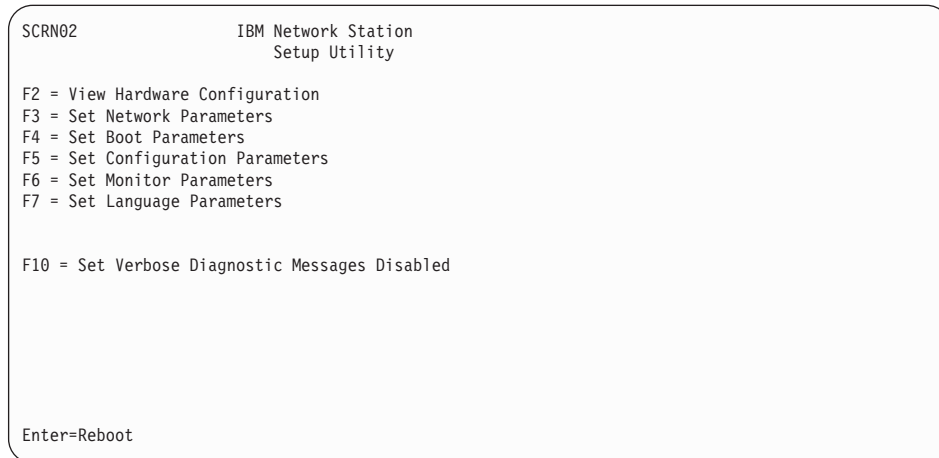 SCRN02 IBM Network Station
Setup Utility
F2 = View Hardware Configuration
F3 = Set Network Parameters
F4 = Set Boot Parameters
F5 = Set Configuration Parameters
F6 = Set Monitor Parameters
F7 = Set Language Parameters
F10 = Set Verbose Diagnostic Messages Disabled
Enter=Reboot